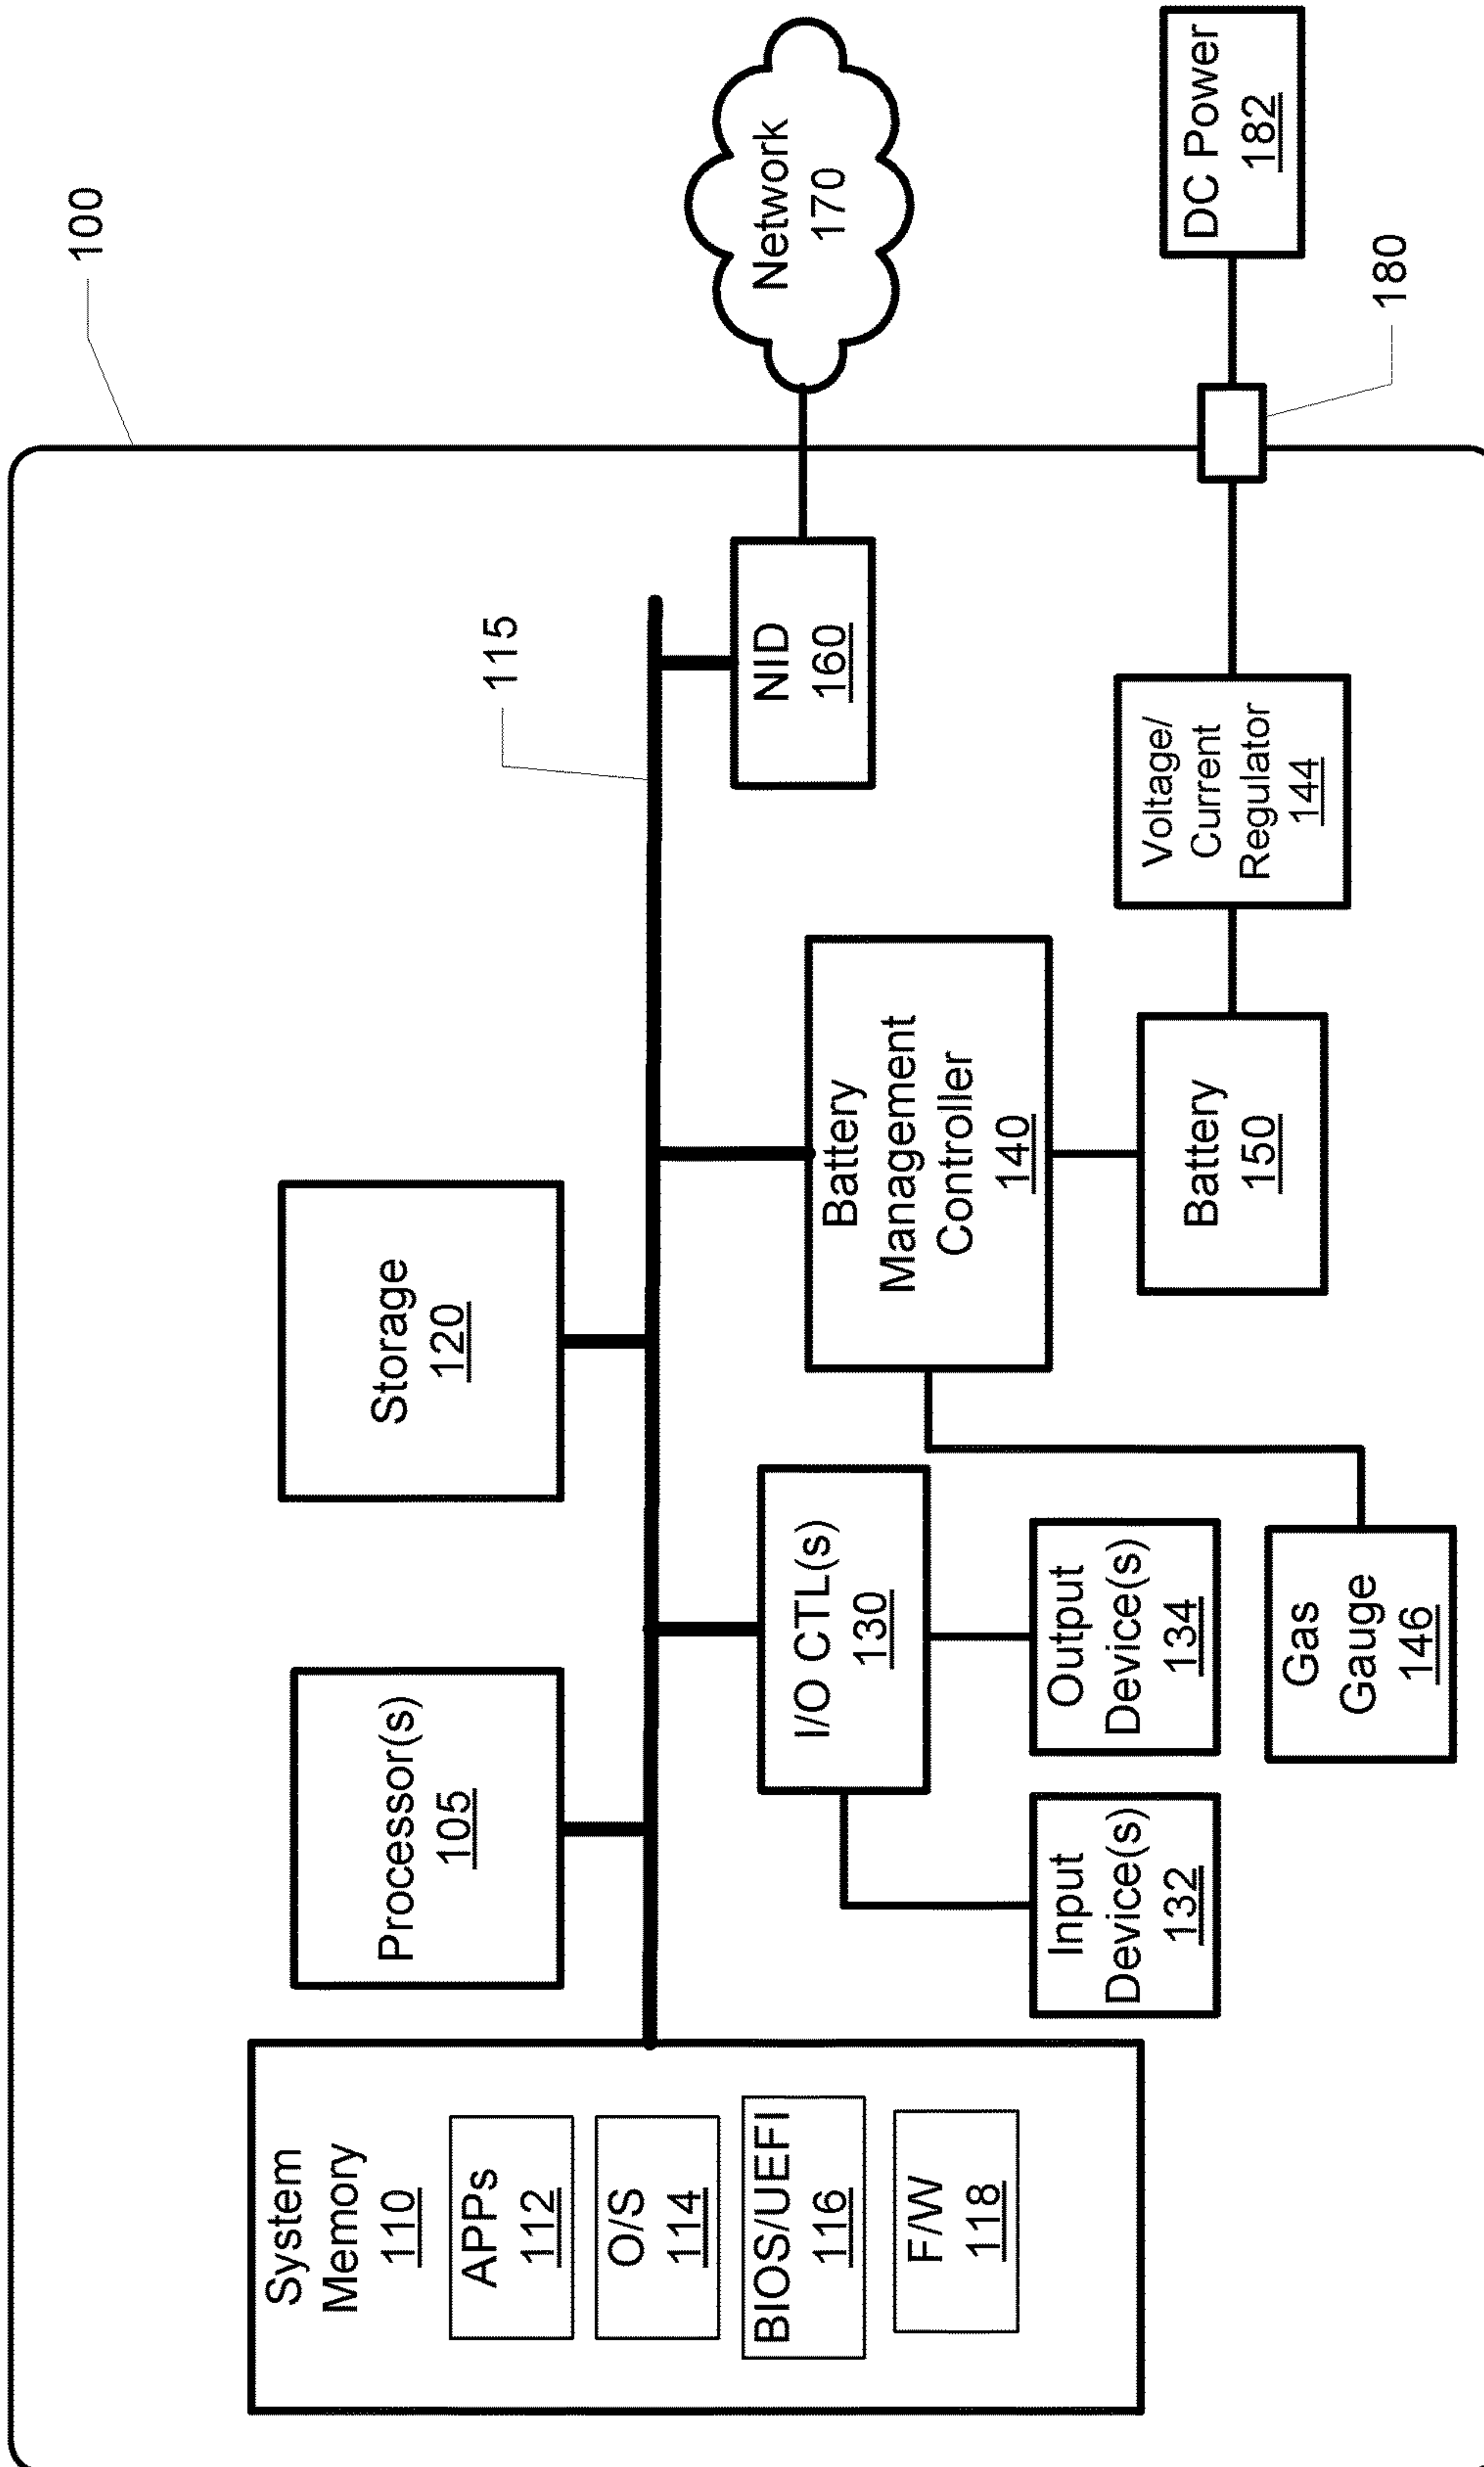 100
System
Memory
110
APPs
112
O/S
114
BIOS/UEFI
116
F/W
118
Processor(s)
105
Storage
120
115
I/O CTL(s)
130
Input
Device(s)
132
Output
Device(s)
134
Gas
Gauge
146
Battery
Management
Controller
140
Battery
150
Voltage/
Current
Regulator
144
NID
160
Network
170
180
DC Power
182